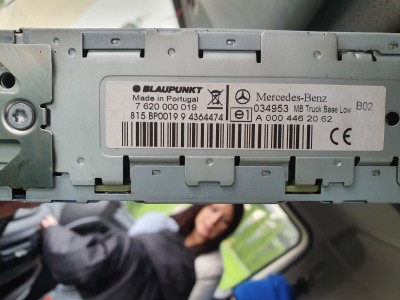 BLAUPUNKT
Made in Portugal
7 620 000 019
815 BP0019 9 4364474
Mercedes-Benz
034953 MB Truck Base Low B02
e1 A 000 446 20 62
CE